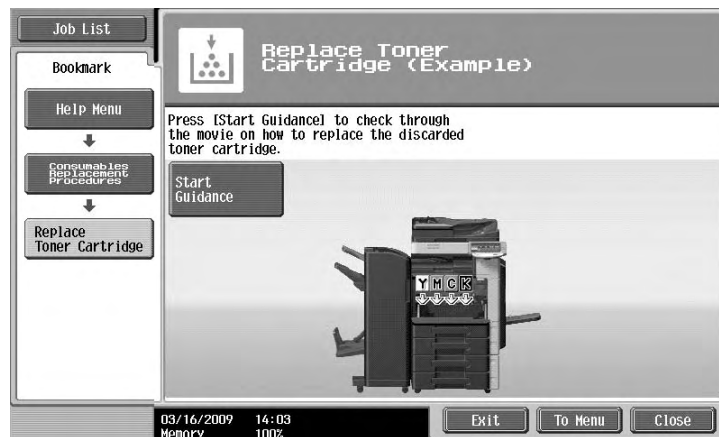 Job List
Bookmark
Help Menu
Consumables
Replacement
Procedures
Replace
Toner Cartridge
Replace Toner
Cartridge (Example)
Press [Start Guidance] to check through
the movie on how to replace the discarded
toner cartridge.
Start
Guidance
Y M C K
03/16/2009 14:03
Memory 100%
Exit
To Menu
Close